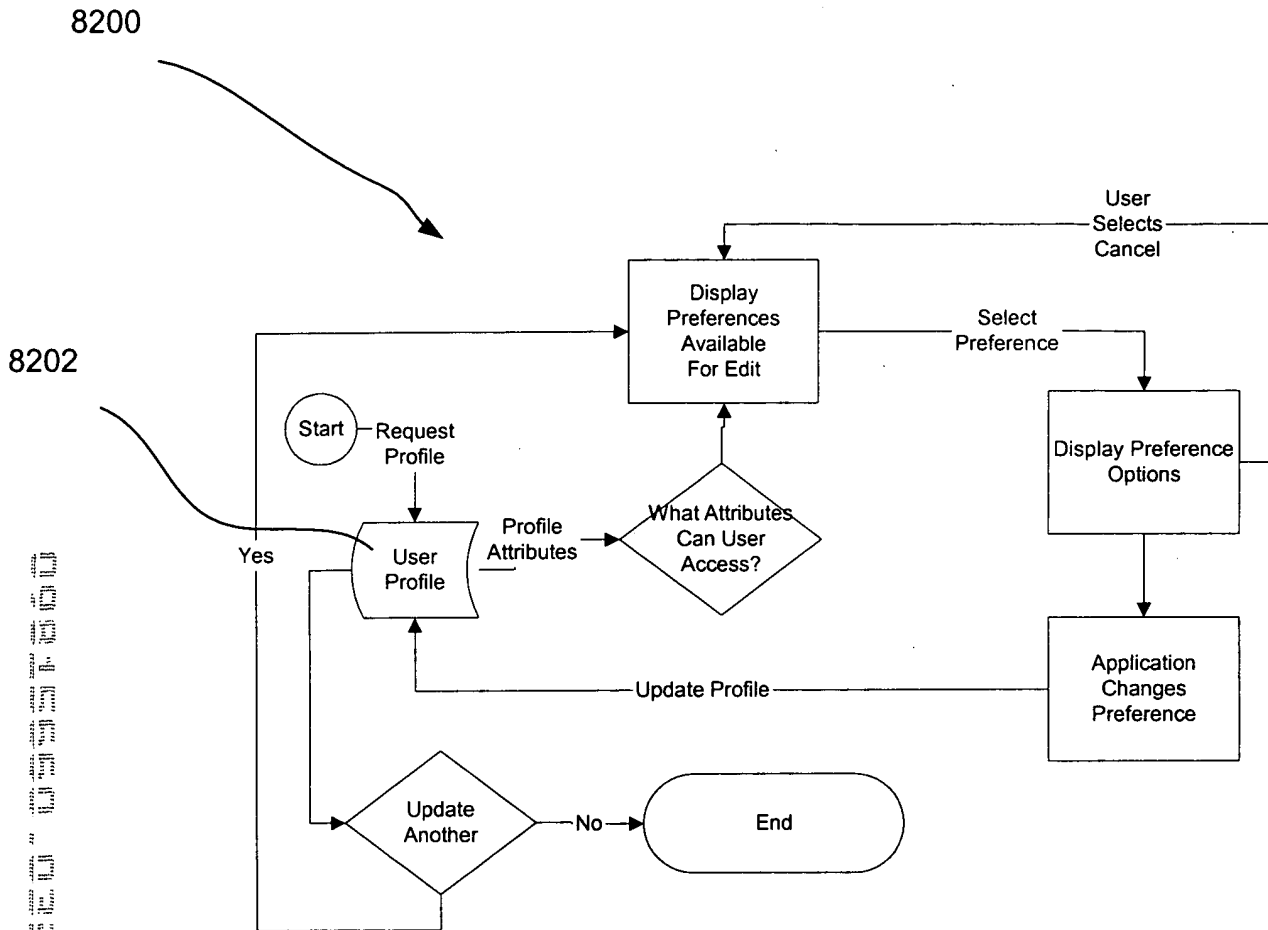 8200
User
Selects
Cancel
Display
Preferences
Available
For Edit
Select
Preference
8202
Start
Request
Profile
Display Preference
Options
What Attributes
Can User
Access?
Profile
Attributes
User
Profile
Yes
Application
Changes
Preference
Update Profile
Update
Another
No
End